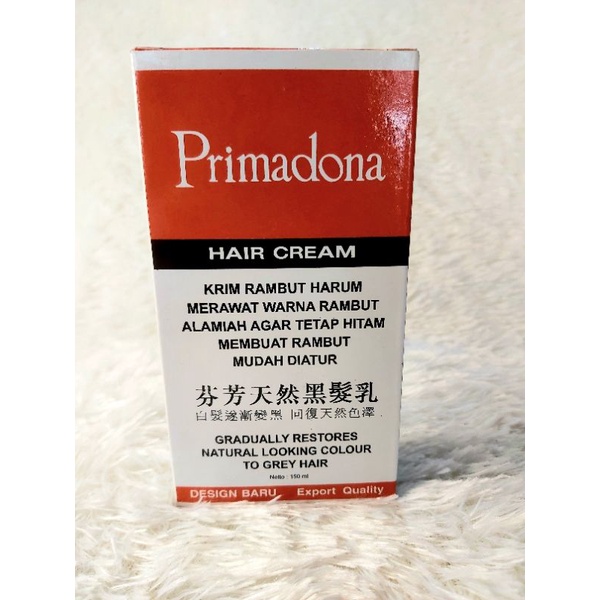 Primadona
HAIR CREAM
KRIM RAMBUT HARUM
MERAWAT WARNA RAMBUT
ALAMIAH AGAR TETAP HITAM
MEMBUAT RAMBUT
MUDAH DIATUR
芬芳天然黑髮乳
白髮逐漸變黑 回復天然色澤.
GRADUALLY RESTORES
NATURAL LOOKING COLOUR
TO GREY HAIR
Netto : 150 ml
DESIGN BARU Export Quality